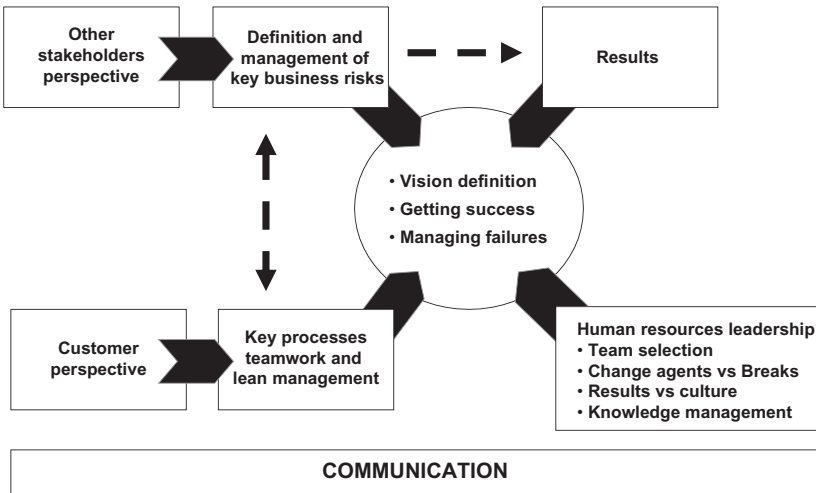 Other
stakeholders
perspective
Definition and
management of
key business risks
Results
• Vision definition
• Getting success
• Managing failures
Customer
perspective
Key processes
teamwork and
lean management
Human resources leadership
• Team selection
• Change agents vs Breaks
• Results vs culture
• Knowledge management
COMMUNICATION